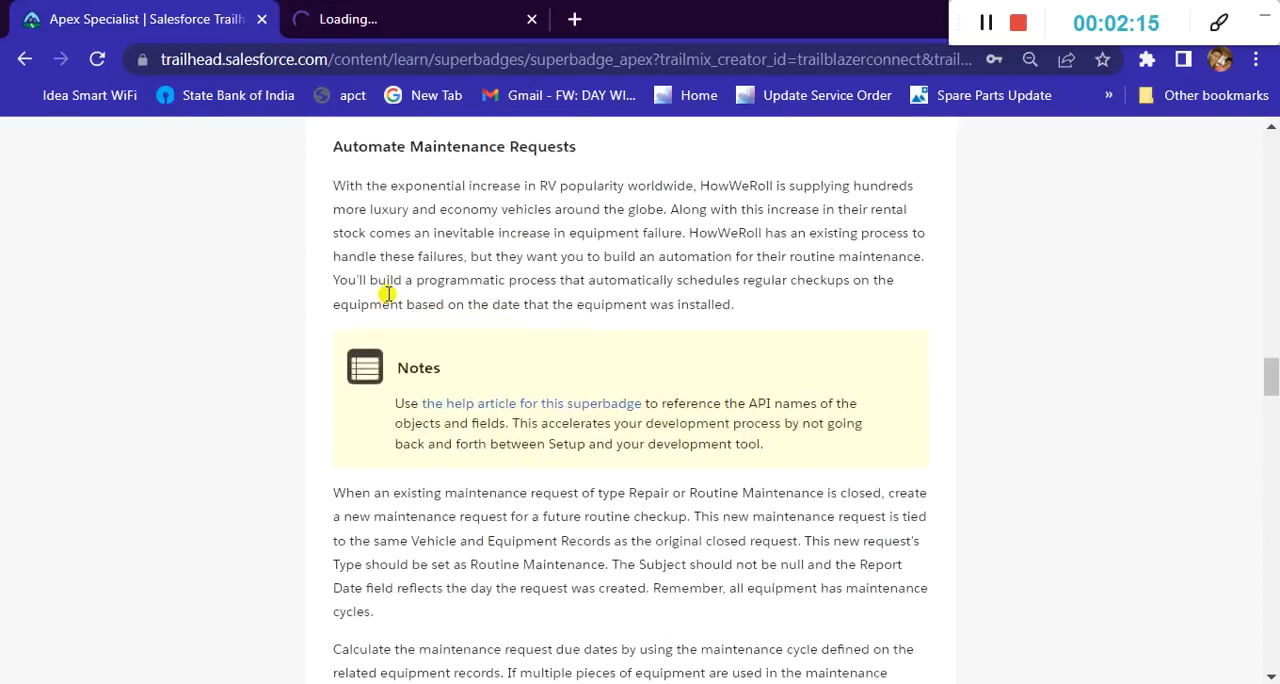 Apex Specialist | Salesforce Trailh
Loading...
00:02:15
trailhead.salesforce.com/content/learn/superbadges/superbadge_apex?trailmix_creator_id=trailblazerconnect&trail...
Idea Smart WiFi
State Bank of India
apct
New Tab
Gmail - FW: DAY WI...
Home
Update Service Order
Spare Parts Update
»
Other bookmarks
Automate Maintenance Requests
With the exponential increase in RV popularity worldwide, HowWeRoll is supplying hundreds
more luxury and economy vehicles around the globe. Along with this increase in their rental
stock comes an inevitable increase in equipment failure. HowWeRoll has an existing process to
handle these failures, but they want you to build an automation for their routine maintenance.
You'll build a programmatic process that automatically schedules regular checkups on the
equipment based on the date that the equipment was installed.
Notes
Use the help article for this superbadge to reference the API names of the
objects and fields. This accelerates your development process by not going
back and forth between Setup and your development tool.
When an existing maintenance request of type Repair or Routine Maintenance is closed, create
a new maintenance request for a future routine checkup. This new maintenance request is tied
to the same Vehicle and Equipment Records as the original closed request. This new request's
Type should be set as Routine Maintenance. The Subject should not be null and the Report
Date field reflects the day the request was created. Remember, all equipment has maintenance
cycles.
Calculate the maintenance request due dates by using the maintenance cycle defined on the
related equipment records. If multiple pieces of equipment are used in the maintenance